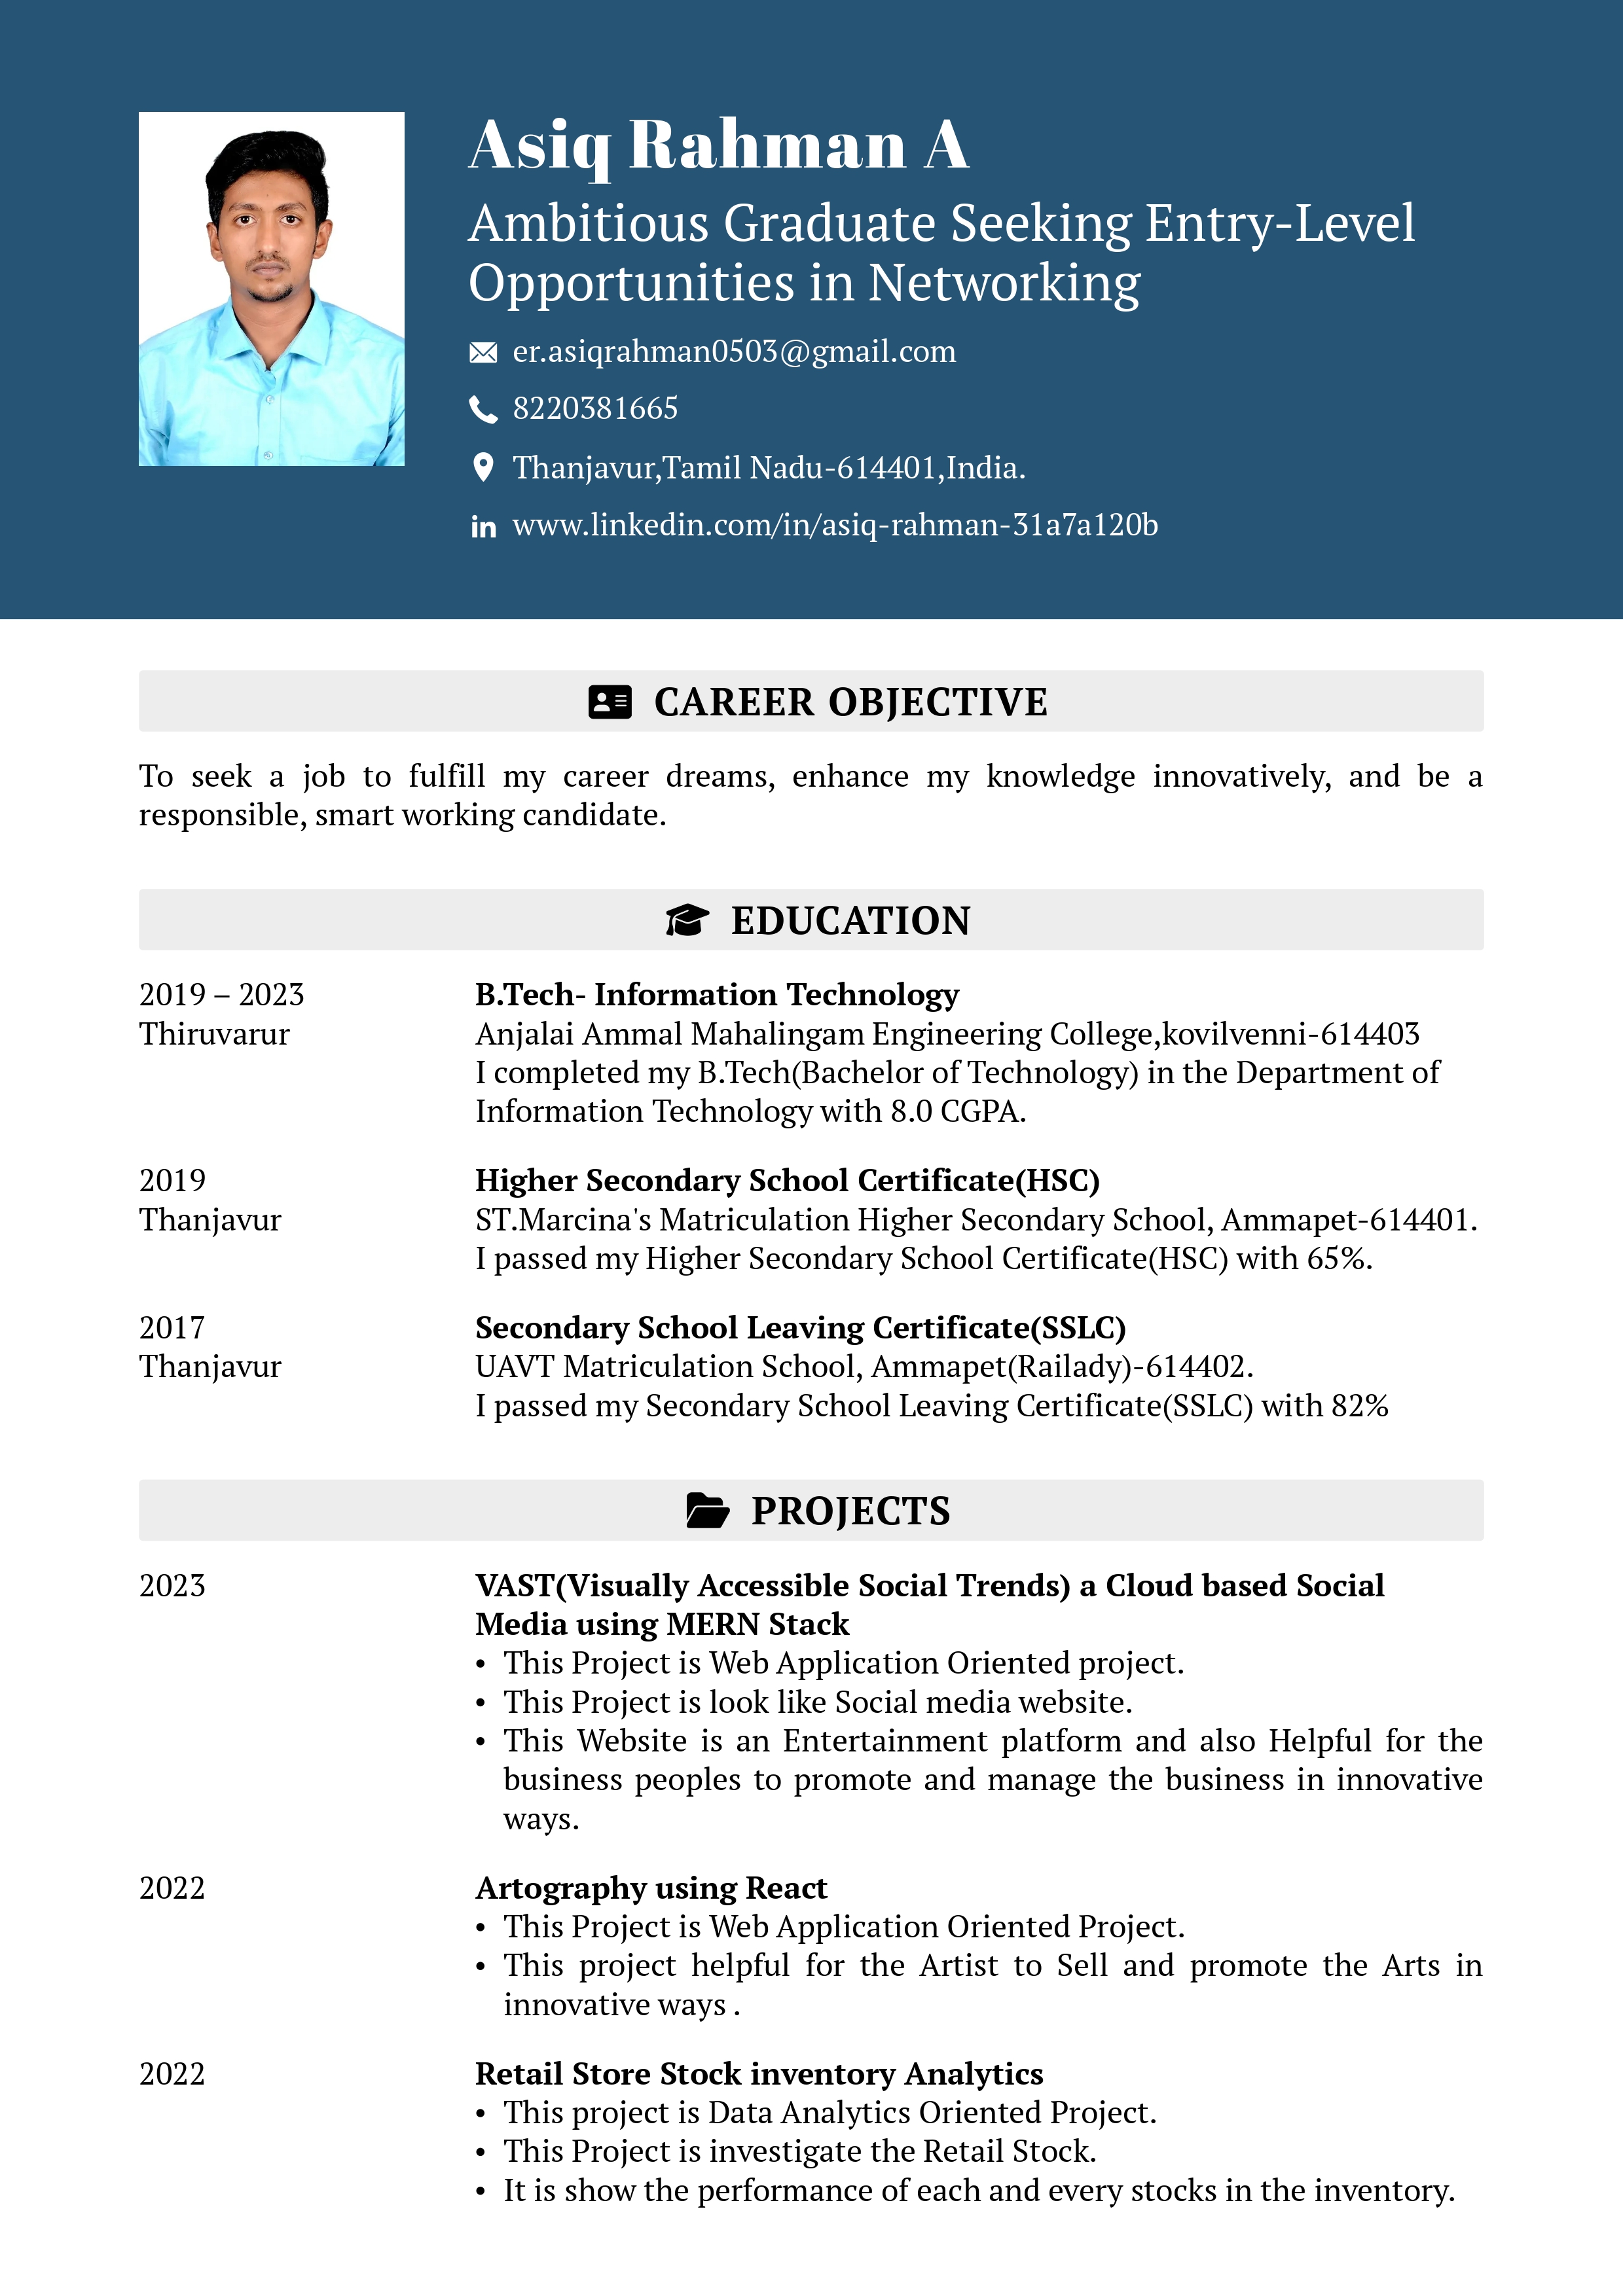 Asiq Rahman A
Ambitious Graduate Seeking Entry-Level
Opportunities in Networking
er.asiqrahman0503@gmail.com
8220381665
Thanjavur,Tamil Nadu-614401,India.
www.linkedin.com/in/asiq-rahman-31a7a120b
CAREER OBJECTIVE
To seek a job to fulfill my career dreams, enhance my knowledge innovatively, and be a
responsible, smart working candidate.
EDUCATION
2019 – 2023
Thiruvarur
B.Tech- Information Technology
Anjalai Ammal Mahalingam Engineering College,kovilvenni-614403
I completed my B.Tech(Bachelor of Technology) in the Department of
Information Technology with 8.0 CGPA.
2019
Thanjavur
Higher Secondary School Certificate(HSC)
ST.Marcina's Matriculation Higher Secondary School, Ammapet-614401.
I passed my Higher Secondary School Certificate(HSC) with 65%.
2017
Thanjavur
Secondary School Leaving Certificate(SSLC)
UAVT Matriculation School, Ammapet(Railady)-614402.
I passed my Secondary School Leaving Certificate(SSLC) with 82%
PROJECTS
2023
VAST(Visually Accessible Social Trends) a Cloud based Social
Media using MERN Stack
• This Project is Web Application Oriented project.
• This Project is look like Social media website.
• This Website is an Entertainment platform and also Helpful for the
business peoples to promote and manage the business in innovative
ways.
2022
Artography using React
• This Project is Web Application Oriented Project.
• This project helpful for the Artist to Sell and promote the Arts in
innovative ways .
2022
Retail Store Stock inventory Analytics
• This project is Data Analytics Oriented Project.
• This Project is investigate the Retail Stock.
• It is show the performance of each and every stocks in the inventory.